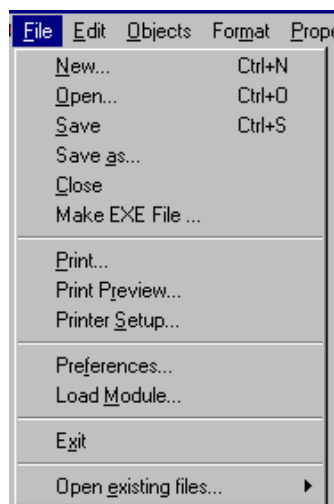 File Edit Objects Format Prope
New... Ctrl+N
Open... Ctrl+O
Save Ctrl+S
Save as...
Close
Make EXE File ...
Print...
Print Preview...
Printer Setup...
Preferences...
Load Module...
Exit
Open existing files...